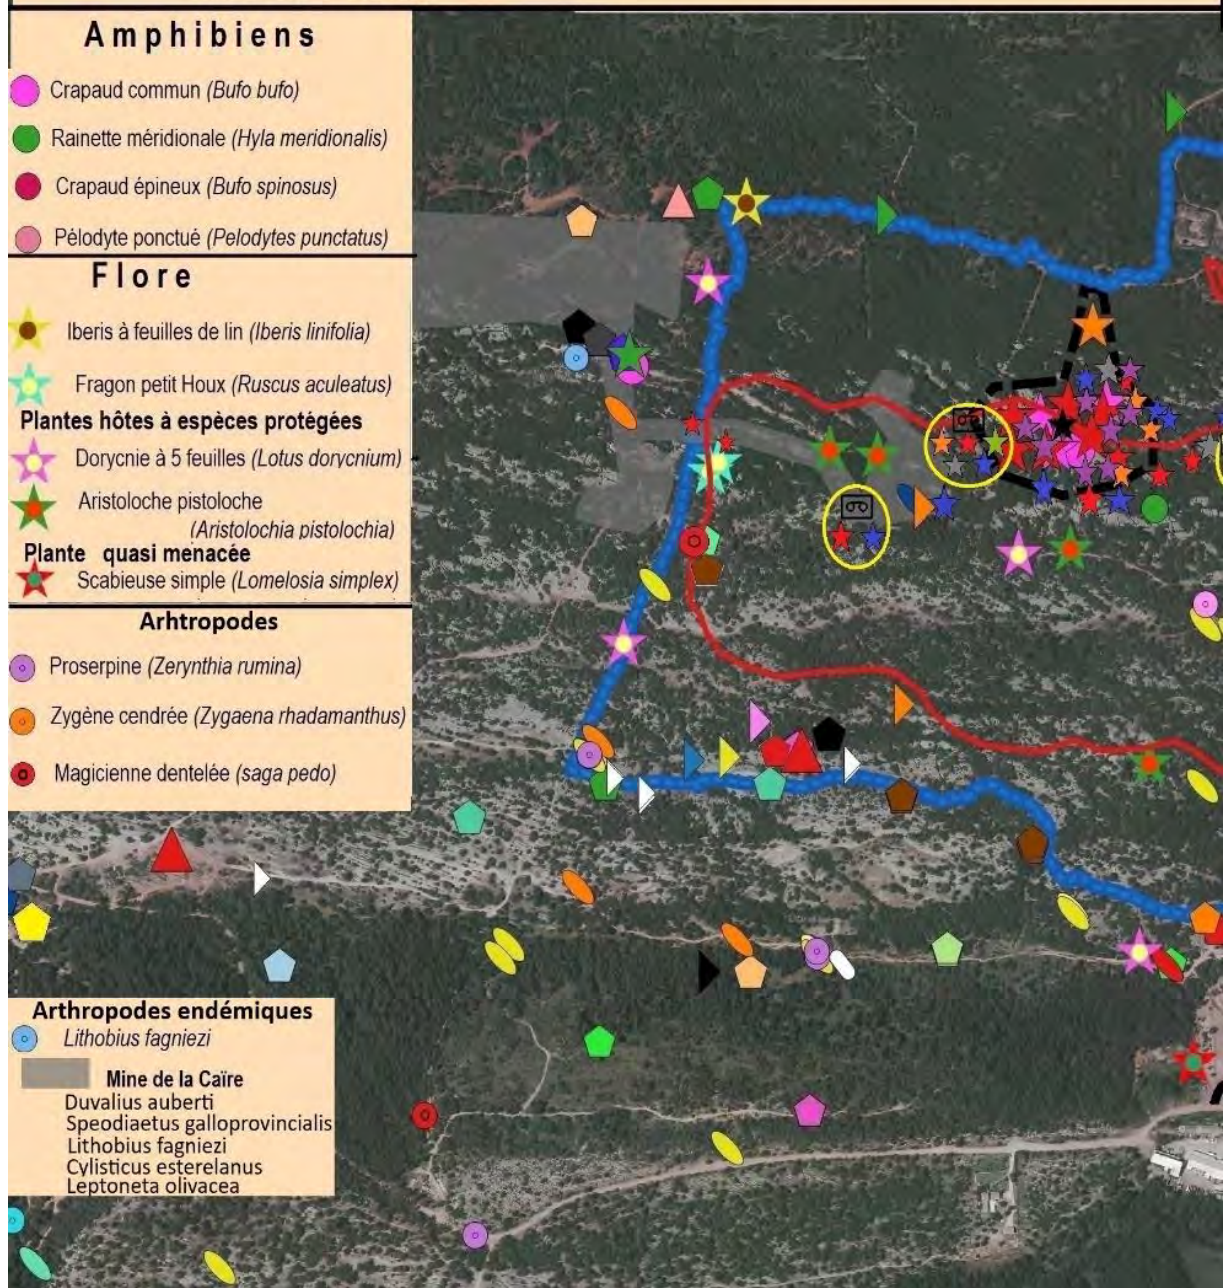 Amphibiens
Crapaud commun (Bufo bufo)
Rainette méridionale (Hyla meridionalis)
Crapaud épineux (Bufo spinosus)
Pélodyte ponctué (Pelodytes punctatus)
Flore
Iberis à feuilles de lin (Iberis linifolia)
Fragon petit Houx (Ruscus aculeatus)
Plantes hôtes à espèces protégées
Dorycnie à 5 feuilles (Lotus dorycnium)
Aristoloche pistoloche
(Aristolochia pistolochia)
Plante quasi menacée
Scabieuse simple (Lomelosia simplex)
Arhtropodes
Proserpine (Zerynthia rumina)
Zygène cendrée (Zygaena rhadamanthus)
Magicienne dentelée (saga pedo)
Arthropodes endémiques
Lithobius fagniezi
Mine de la Caïre
Duvalius auberti
Speodiaetus galloprovincialis
Lithobius fagniezi
Cylisticus esterelanus
Leptoneta olivacea